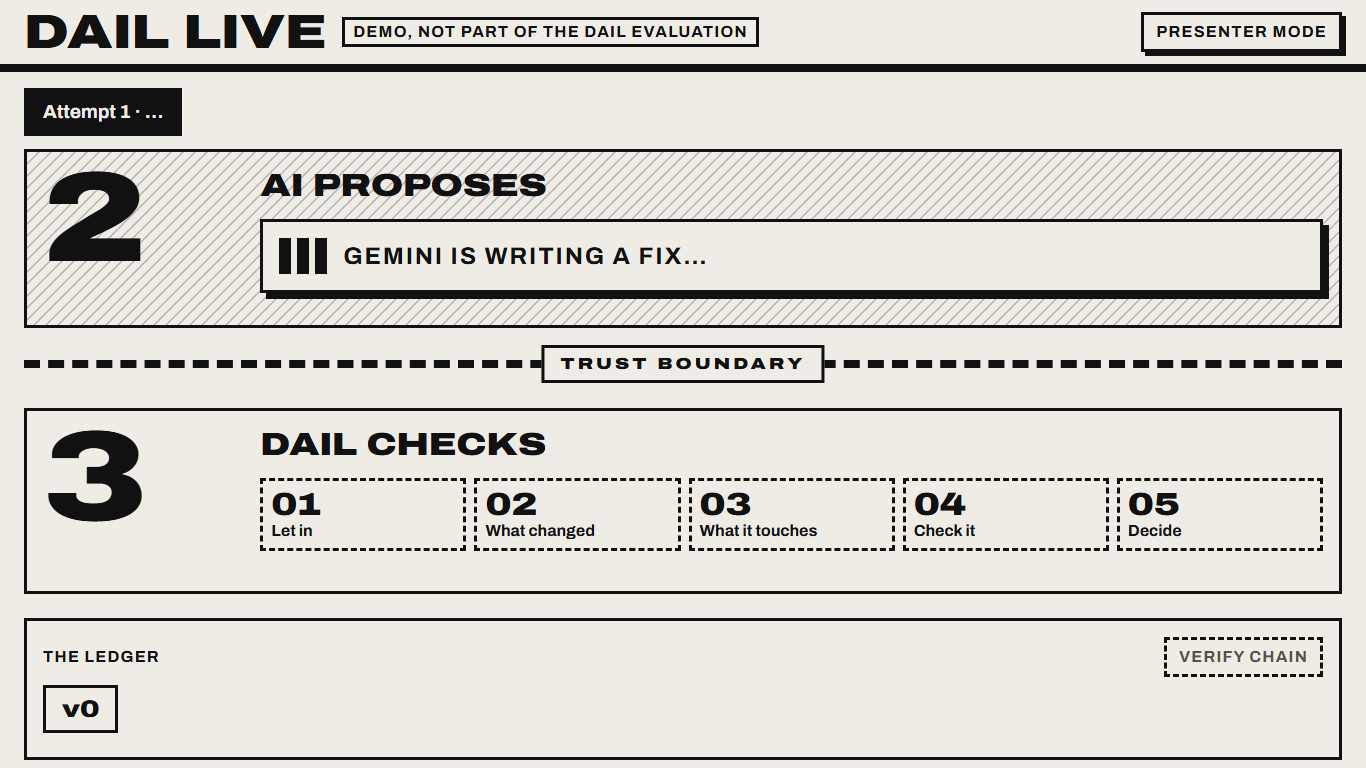 DAIL LIVE
DEMO, NOT PART OF THE DAIL EVALUATION
PRESENTER MODE
Attempt 1 · ...
2
AI PROPOSES
GEMINI IS WRITING A FIX...
TRUST BOUNDARY
3
DAIL CHECKS
01
Let in
02
What changed
03
What it touches
04
Check it
05
Decide
THE LEDGER
VERIFY CHAIN
v0